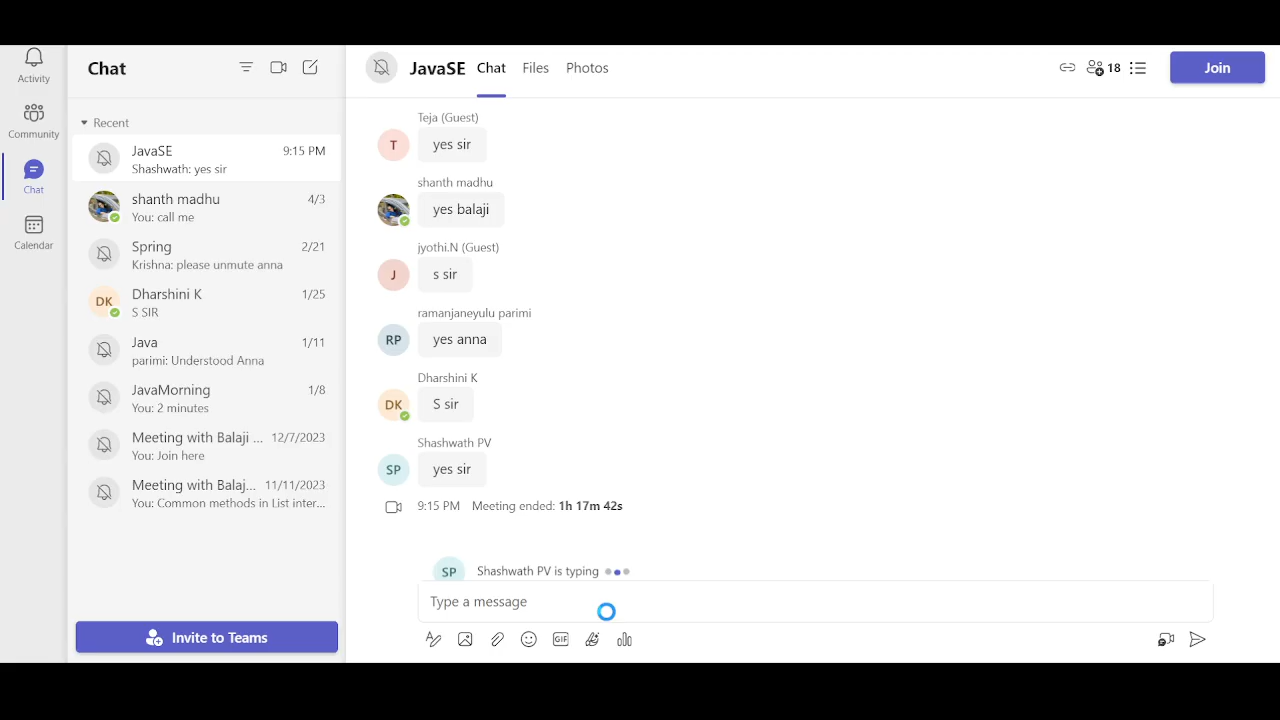 Activity
Community
Chat
Calendar
Chat
Recent
JavaSE 9:15 PM
Shashwath: yes sir
shanth madhu 4/3
You: call me
Spring 2/21
Krishna: please unmute anna
DK
Dharshini K 1/25
S SIR
Java 1/11
parimi: Understood Anna
JavaMorning 1/8
You: 2 minutes
Meeting with Balaji ... 12/7/2023
You: Join here
Meeting with Balaj... 11/11/2023
You: Common methods in List inter...
Invite to Teams
JavaSE Chat Files Photos 18 Join
Teja (Guest)
T yes sir
shanth madhu
yes balaji
jyothi.N (Guest)
J s sir
ramanjaneyulu parimi
RP yes anna
Dharshini K
DK S sir
Shashwath PV
SP yes sir
9:15 PM Meeting ended: 1h 17m 42s
SP Shashwath PV is typing
Type a message
GIF